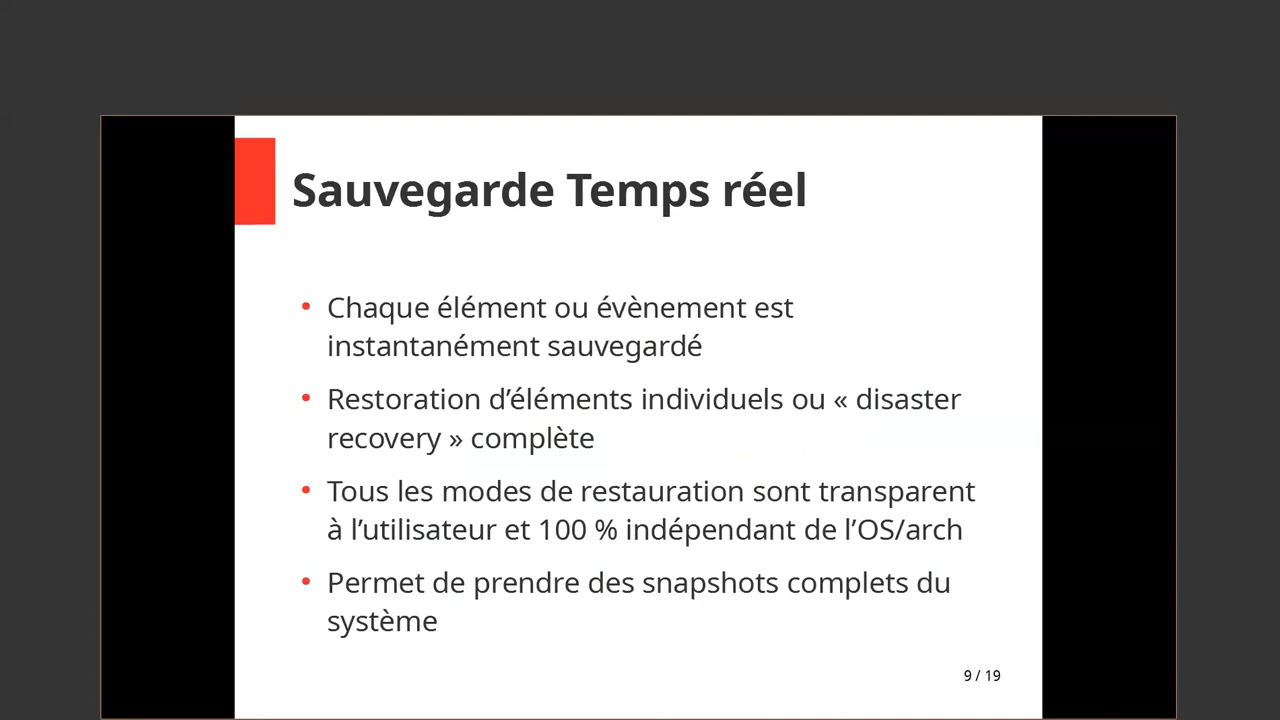 Sauvegarde Temps réel
• Chaque élément ou évènement est
instantanément sauvegardé
• Restoration d’éléments individuels ou « disaster
recovery » complète
• Tous les modes de restauration sont transparent
à l’utilisateur et 100 % indépendant de l’OS/arch
• Permet de prendre des snapshots complets du
système
9 / 19